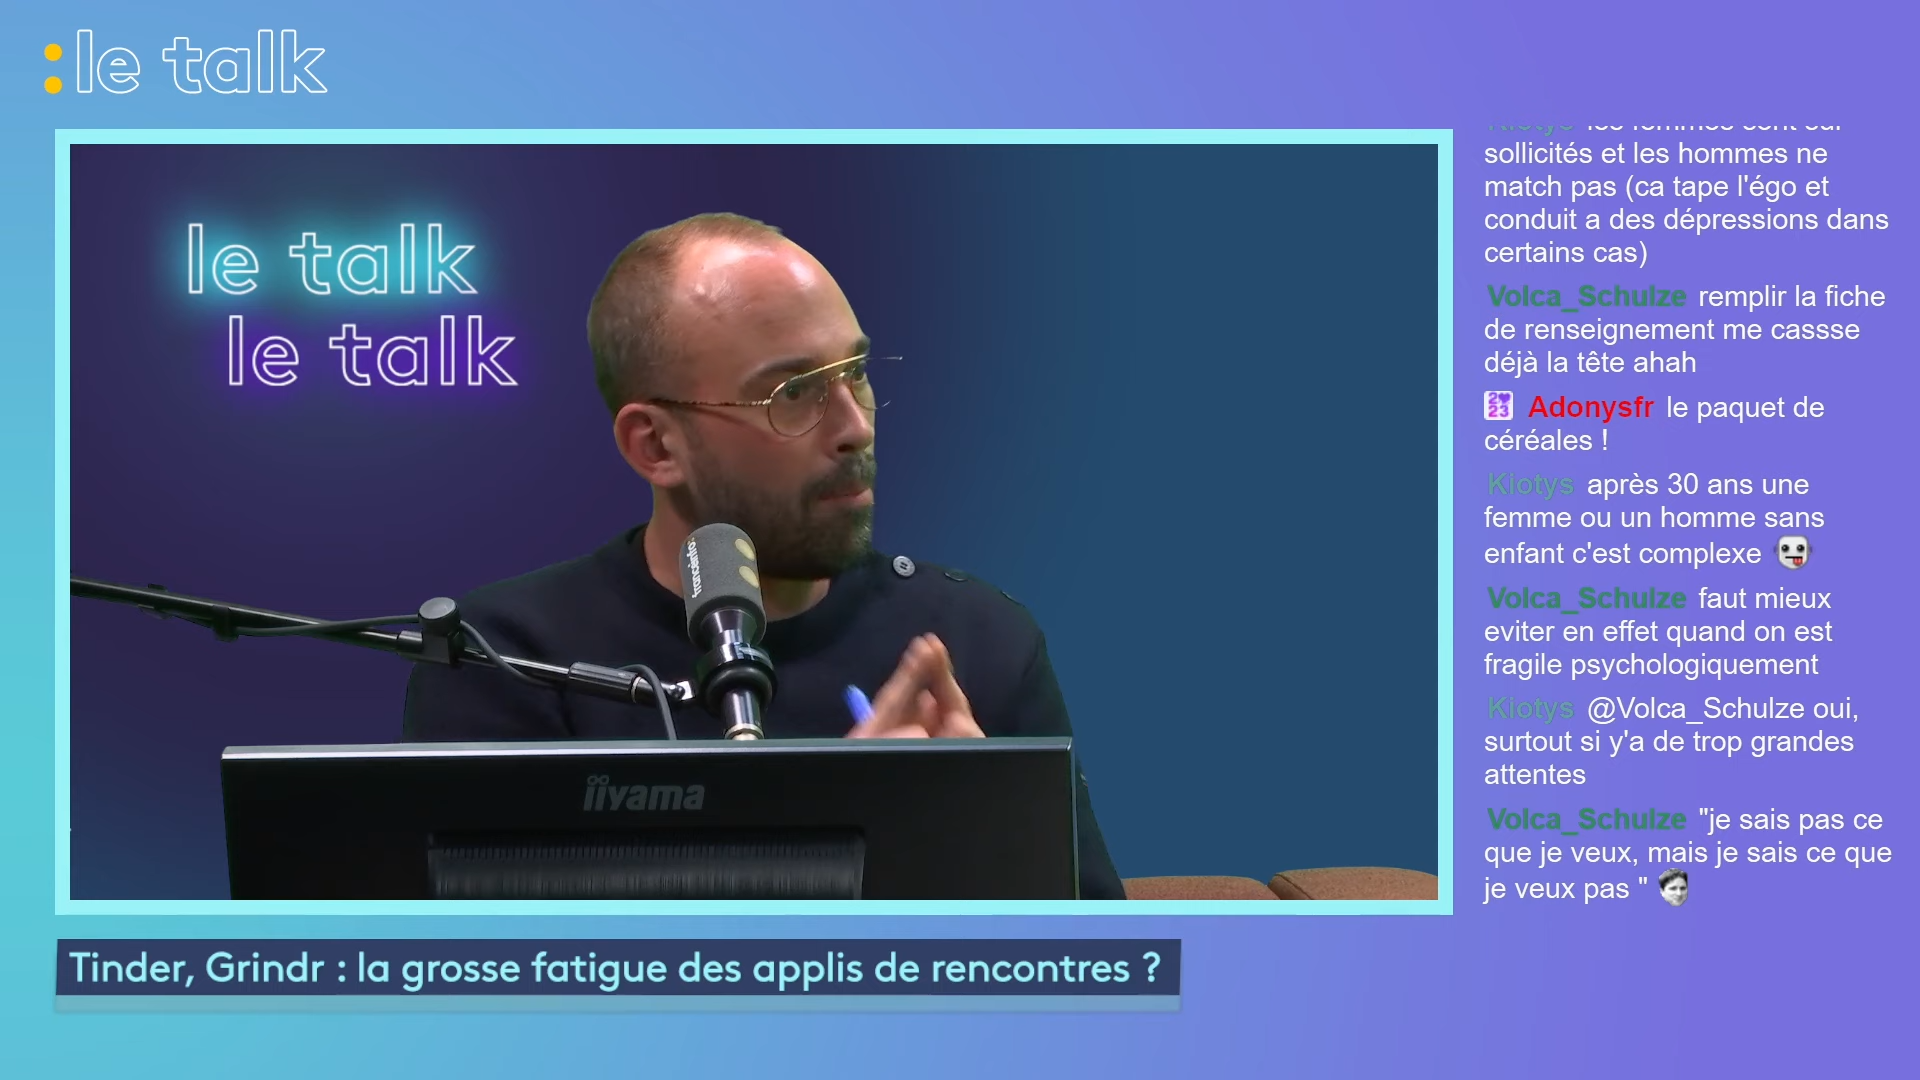 :le talk
le talk
le talk
franceinfo:
iiyama
Tinder, Grindr : la grosse fatigue des applis de rencontres ?
sollicités et les hommes ne
match pas (ca tape l'égo et
conduit a des dépressions dans
certains cas)
Volca_Schulze remplir la fiche
de renseignement me cassse
déjà la tête ahah
Adonysfr le paquet de
céréales !
Kiotys après 30 ans une
femme ou un homme sans
enfant c'est complexe
Volca_Schulze faut mieux
eviter en effet quand on est
fragile psychologiquement
Kiotys @Volca_Schulze oui,
surtout si y'a de trop grandes
attentes
Volca_Schulze "je sais pas ce
que je veux, mais je sais ce que
je veux pas "